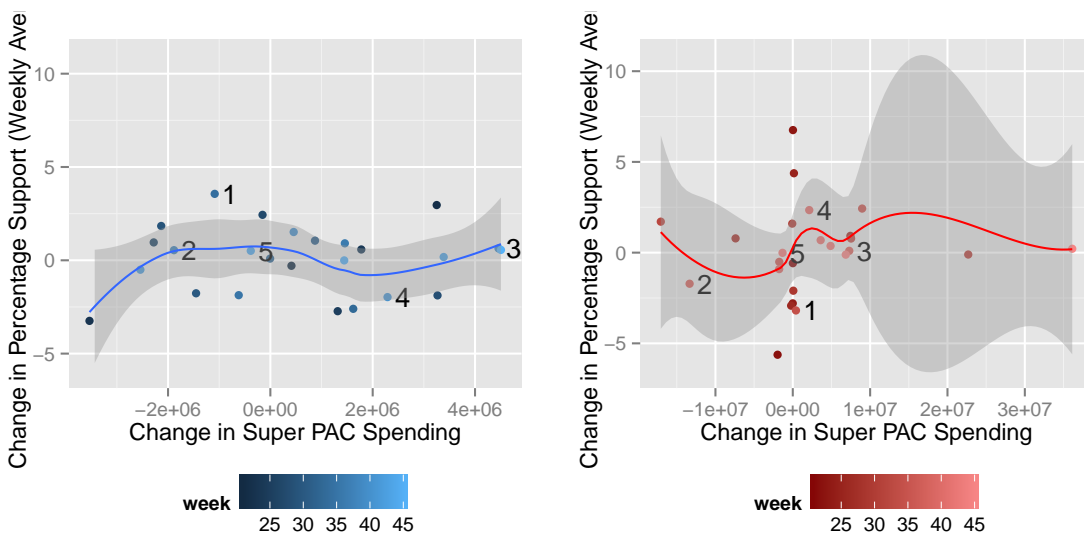 Change in Percentage Support (Weekly Ave
10
5
0
−5
1
2
5
3
4
−2e+06 0e+00 2e+06 4e+06
Change in Super PAC Spending
week
25 30 35 40 45
Change in Percentage Support (Weekly Ave
10
5
0
−5
4
5
3
2
1
−1e+07 0e+00 1e+07 2e+07 3e+07
Change in Super PAC Spending
week
25 30 35 40 45